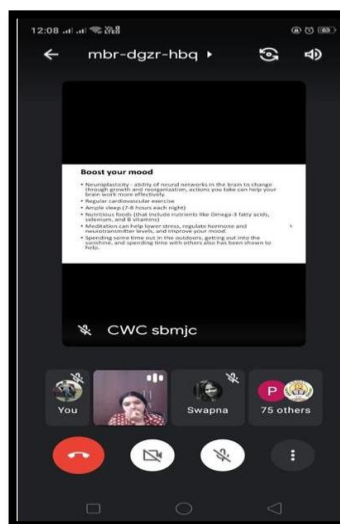 12:08
mbr-dgzr-hbq
Boost your mood
• Neuroplasticity - ability of neural networks in the brain to change
through growth and reorganization, actions you take can help your
brain work more effectively.
• Regular cardiovascular exercise
• Ample sleep (7-8 hours each night)
• Nutritious foods (that include nutrients like Omega-3 fatty acids,
selenium, and B vitamins)
• Meditation can help lower stress, regulate hormone and
neurotransmitter levels, and improve your mood.
• Spending some time out in the outdoors, getting out into the
sunshine, and spending time with others also has been shown to
help.
CWC sbmjc
You
Swapna
P
75 others